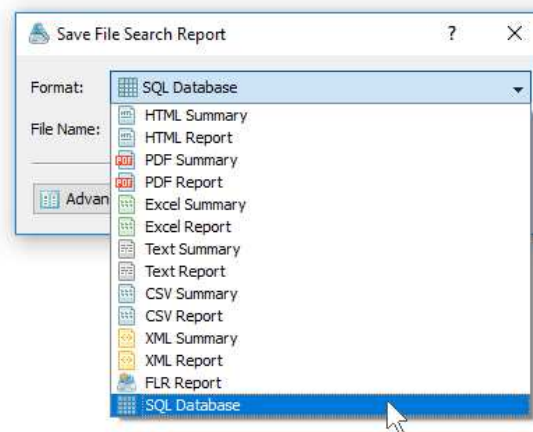 Save File Search Report ?
Format: SQL Database
File Name:
Advan
HTML Summary
HTML Report
PDF Summary
PDF Report
Excel Summary
Excel Report
Text Summary
Text Report
CSV Summary
CSV Report
XML Summary
XML Report
FLR Report
SQL Database